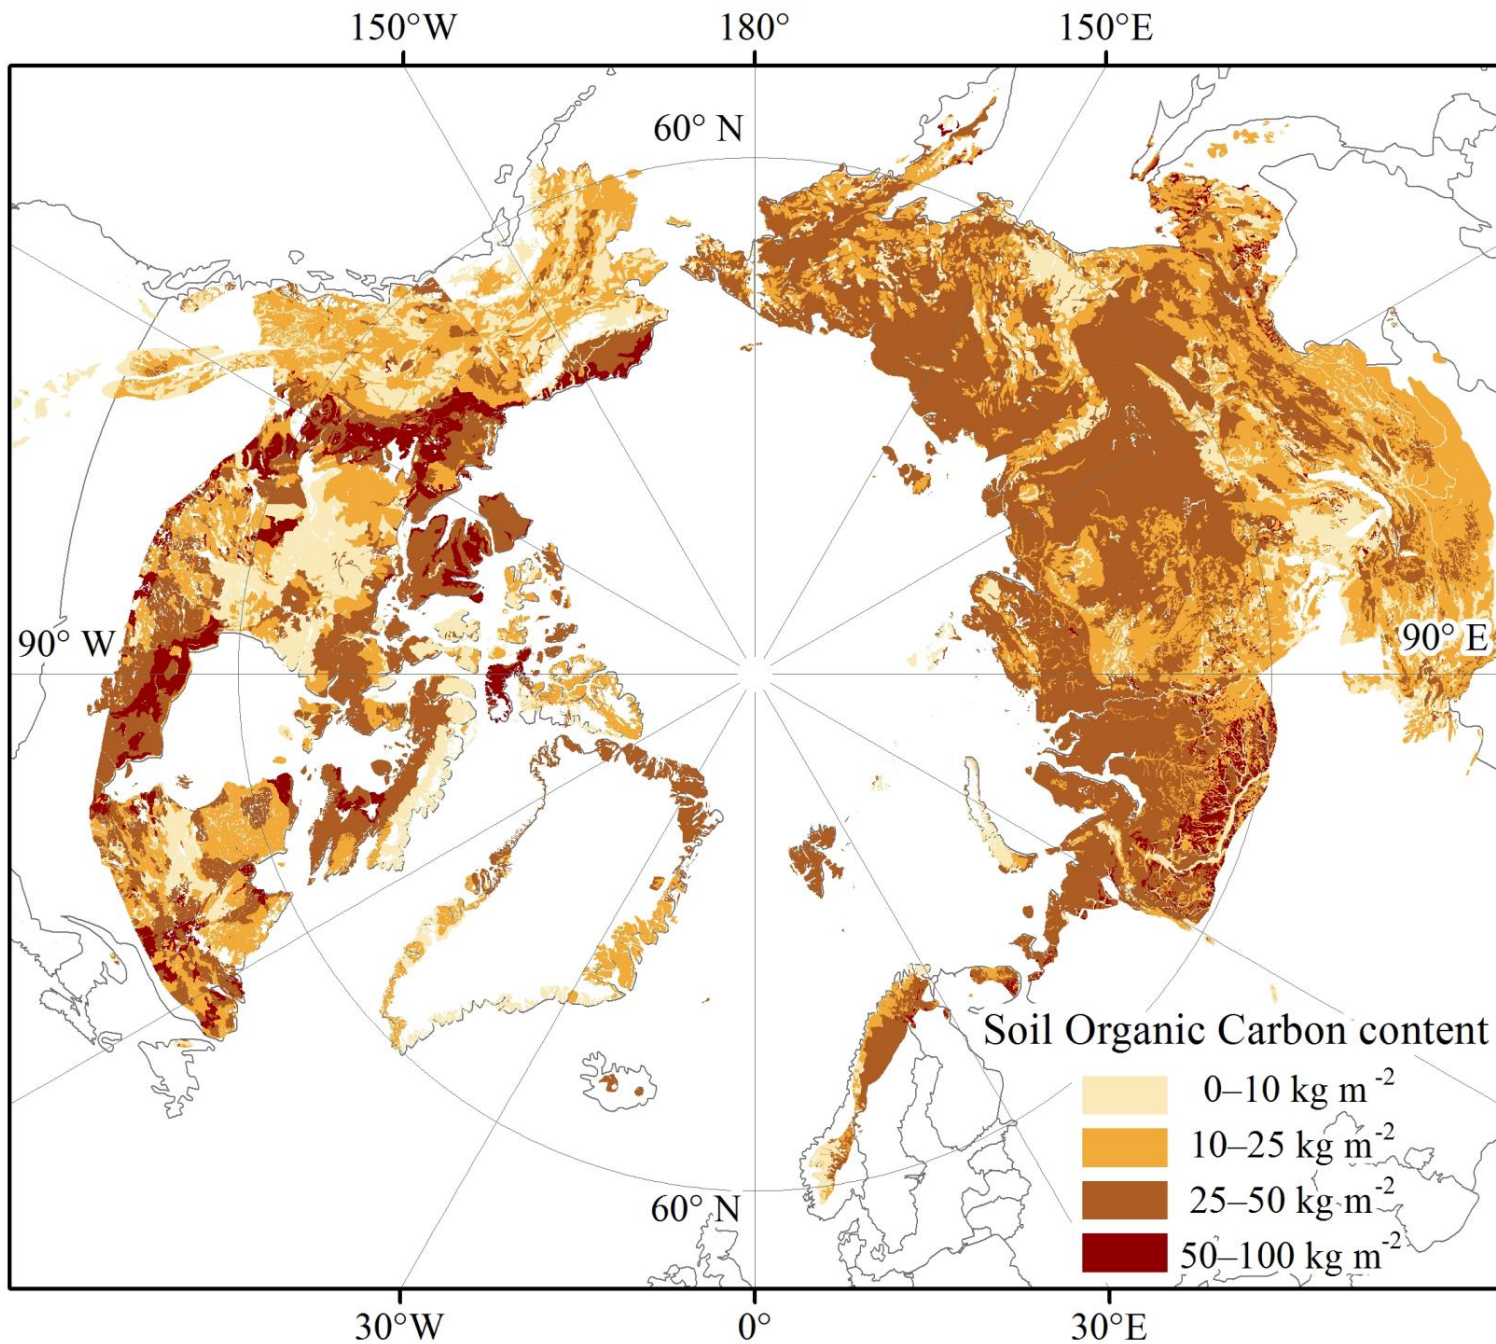 150°W
180°
150°E
60° N
90° W
90° E
Soil Organic Carbon content
0–10 kg m⁻²
10–25 kg m⁻²
25–50 kg m⁻²
60° N
50–100 kg m⁻²
30°W
0°
30°E